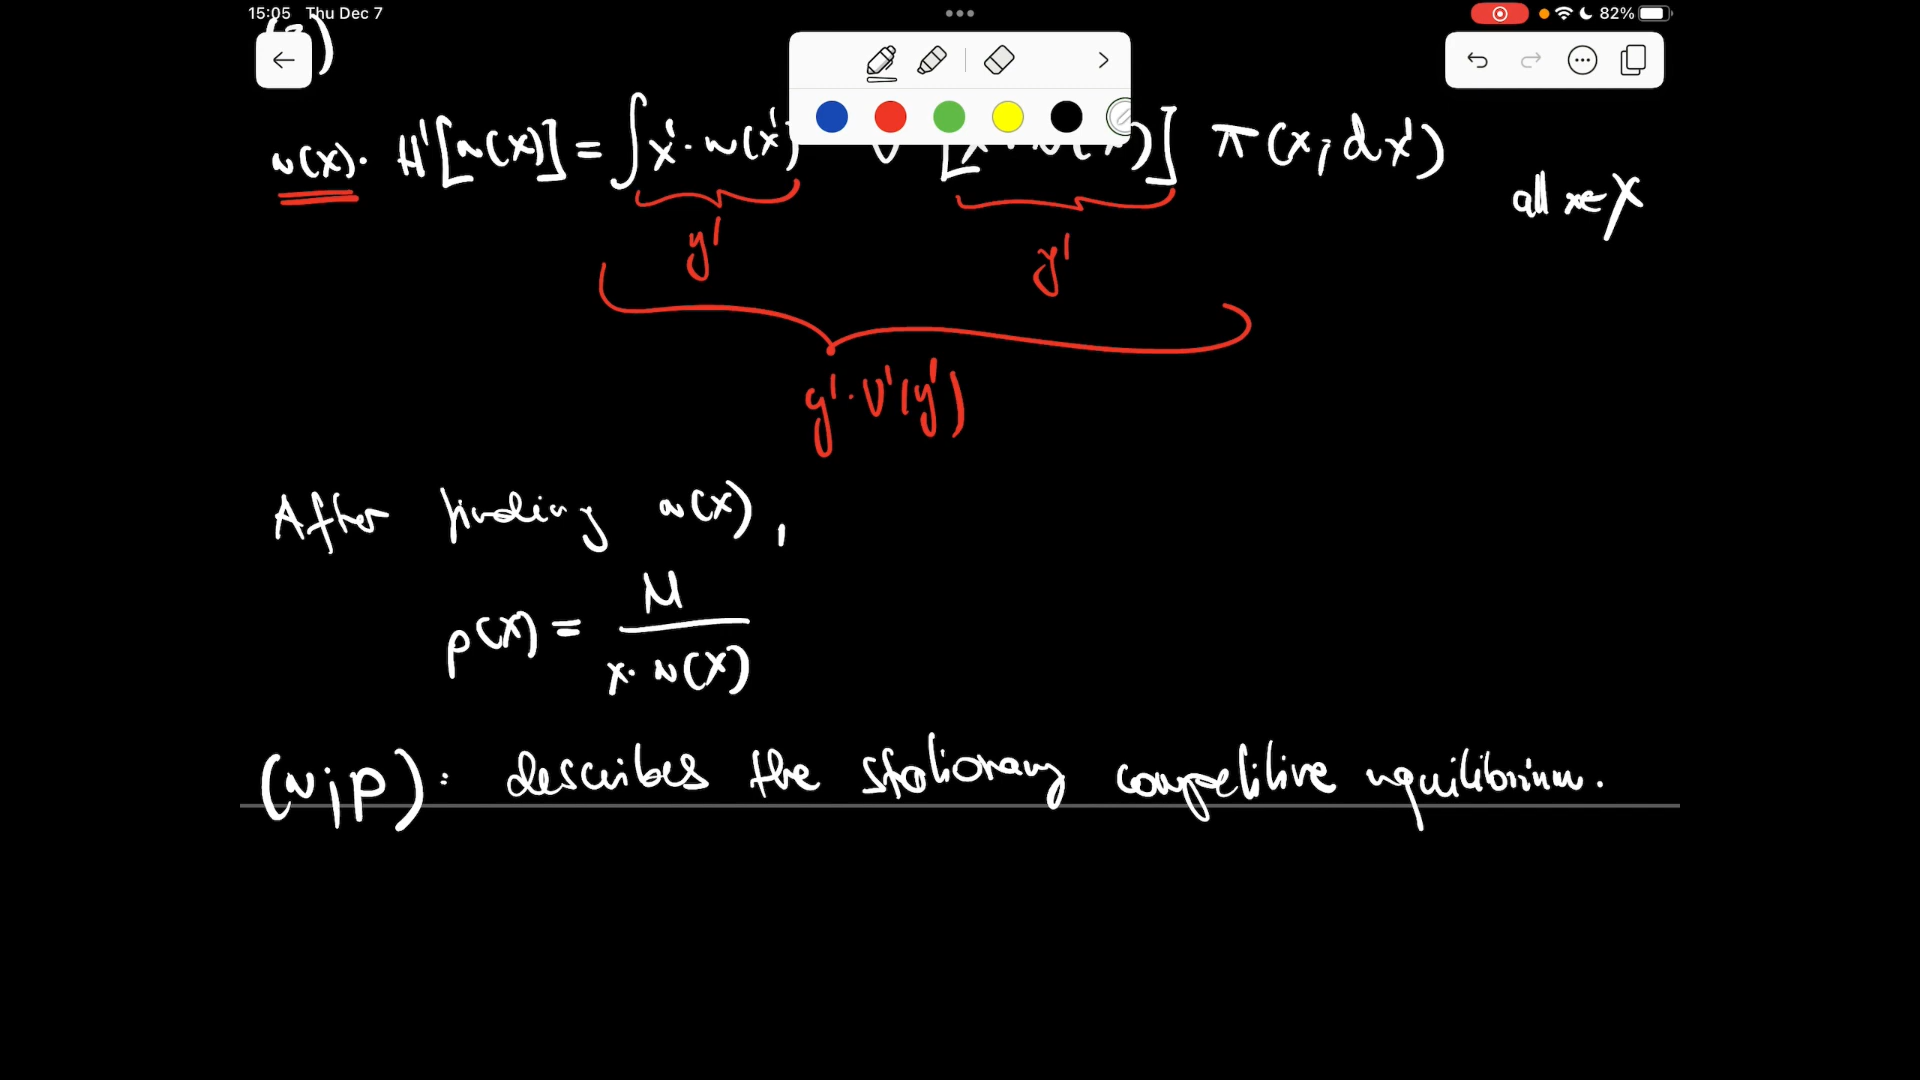 15:05 Thu Dec 7
82%
n(x). H'[n(x)] = ∫x'. n(x') V [x . n(x')] π(x, dx')
all x∈X
y' y'
y'. V'(y')
After finding n(x),
p(x) = M / x. n(x)
(n, p): describes the stationary competitive equilibrium.